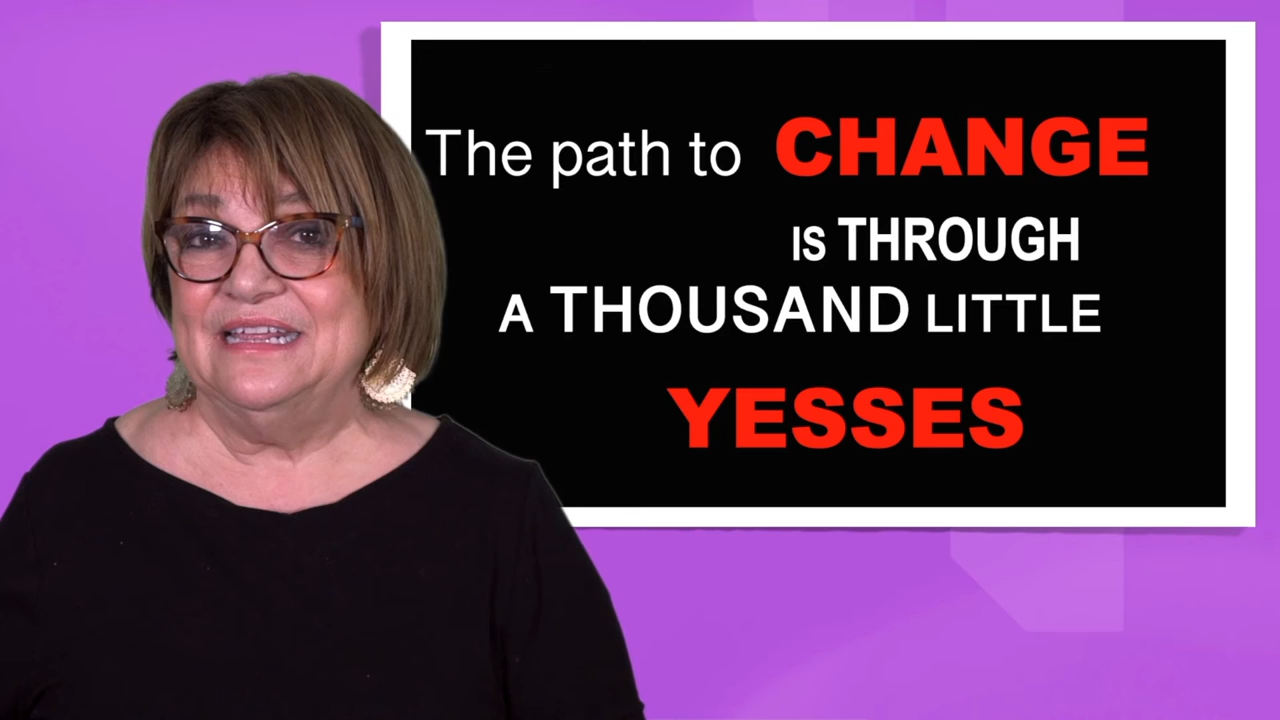 The path to CHANGE
IS THROUGH
A THOUSAND LITTLE
YESSES